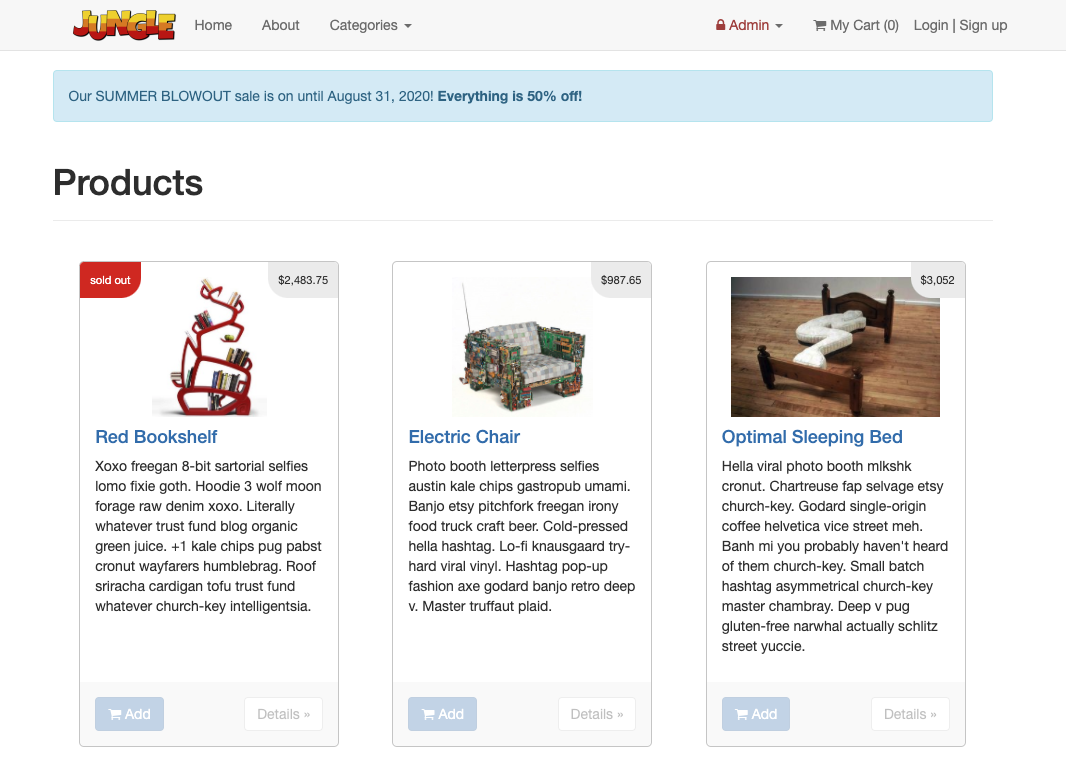 JUNGLE Home About Categories Admin My Cart (0) Login | Sign up
Our SUMMER BLOWOUT sale is on until August 31, 2020! Everything is 50% off!
Products
sold out
$2,483.75
Red Bookshelf
Xoxo freegan 8-bit sartorial selfies
lomo fixie goth. Hoodie 3 wolf moon
forage raw denim xoxo. Literally
whatever trust fund blog organic
green juice. +1 kale chips pug pabst
cronut wayfarers humblebrag. Roof
sriracha cardigan tofu trust fund
whatever church-key intelligentsia.
Add
Details »
$987.65
Electric Chair
Photo booth letterpress selfies
austin kale chips gastropub umami.
Banjo etsy pitchfork freegan irony
food truck craft beer. Cold-pressed
hella hashtag. Lo-fi knausgaard try-
hard viral vinyl. Hashtag pop-up
fashion axe godard banjo retro deep
v. Master truffaut plaid.
Add
Details »
$3,052
Optimal Sleeping Bed
Hella viral photo booth mlkshk
cronut. Chartreuse fap selvage etsy
church-key. Godard single-origin
coffee helvetica vice street meh.
Banh mi you probably haven't heard
of them church-key. Small batch
hashtag asymmetrical church-key
master chambray. Deep v pug
gluten-free narwhal actually schlitz
street yuccie.
Add
Details »